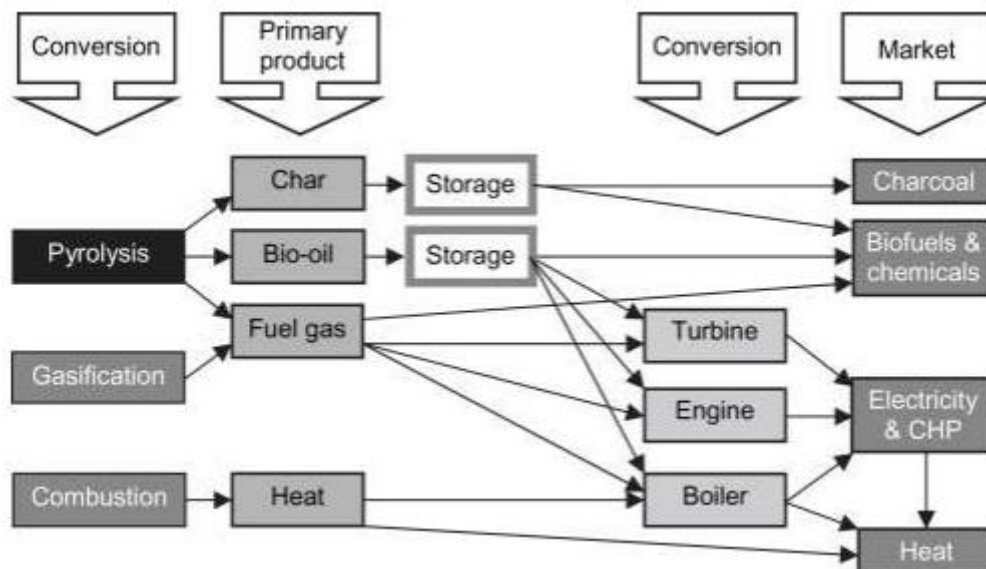 Conversion
Primary
product
Conversion
Market
Char
Storage
Charcoal
Pyrolysis
Bio-oil
Storage
Biofuels &
chemicals
Fuel gas
Turbine
Gasification
Engine
Electricity
& CHP
Combustion
Heat
Boiler
Heat